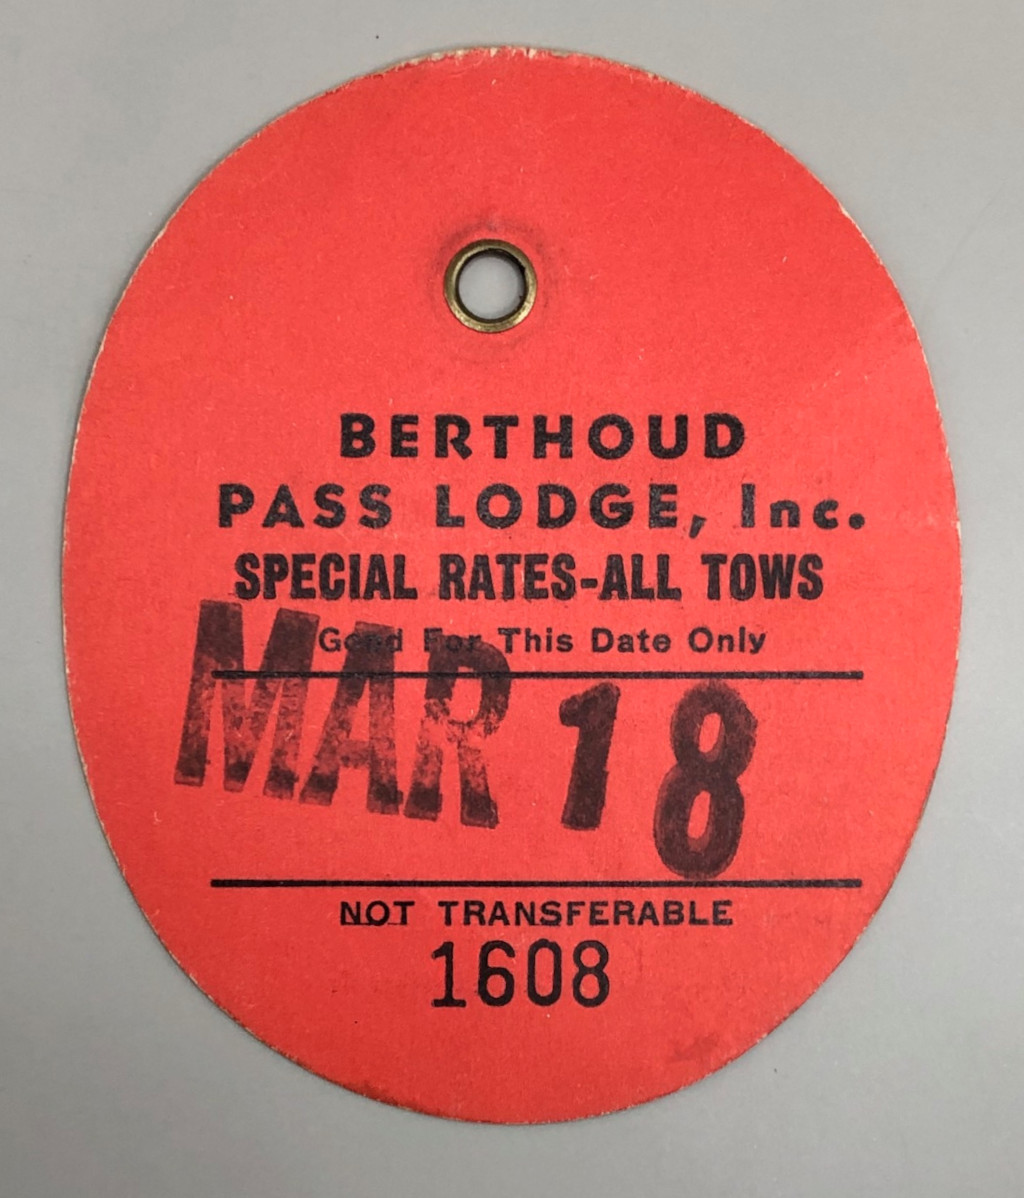 BERTHOUD
PASS LODGE, Inc.
SPECIAL RATES-ALL TOWS
Good For This Date Only
MAR 18
NOT TRANSFERABLE
1608